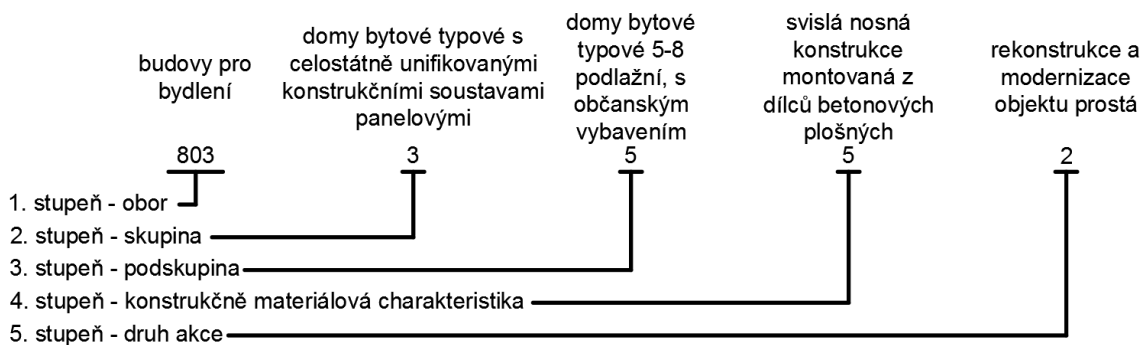 budovy pro
bydlení
domy bytové typové s
celostátně unifikovanými
konstrukčními soustavami
panelovými
domy bytové
typové 5-8
podlažní, s
občanským
vybavením
svislá nosná
konstrukce
montovaná z
dílců betonových
plošných
rekonstrukce a
modernizace
objektu prostá
803
3
5
5
2
1. stupeň - obor
2. stupeň - skupina
3. stupeň - podskupina
4. stupeň - konstrukčně materiálová charakteristika
5. stupeň - druh akce